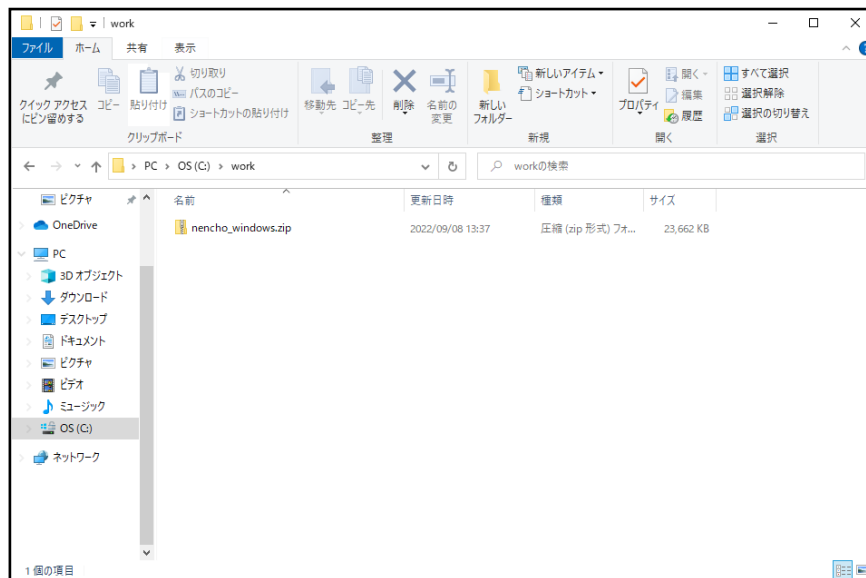 work
ファイル ホーム 共有 表示
クイック アクセス
にピン留めする
コピー
貼り付け
切り取り
パスのコピー
ショートカットの貼り付け
クリップボード
移動先 コピー先 削除 名前の
変更
整理
新しい
フォルダー
新しいアイテム
ショートカット
新規
プロパティ
開く
編集
履歴
開く
すべて選択
選択解除
選択の切り替え
選択
PC › OS (C:) › work
workの検索
名前 更新日時 種類 サイズ
nencho_windows.zip 2022/09/08 13:37 圧縮 (zip 形式) フォ... 23,662 KB
ピクチャ
OneDrive
PC
3D オブジェクト
ダウンロード
デスクトップ
ドキュメント
ピクチャ
ビデオ
ミュージック
OS (C:)
ネットワーク
1 個の項目